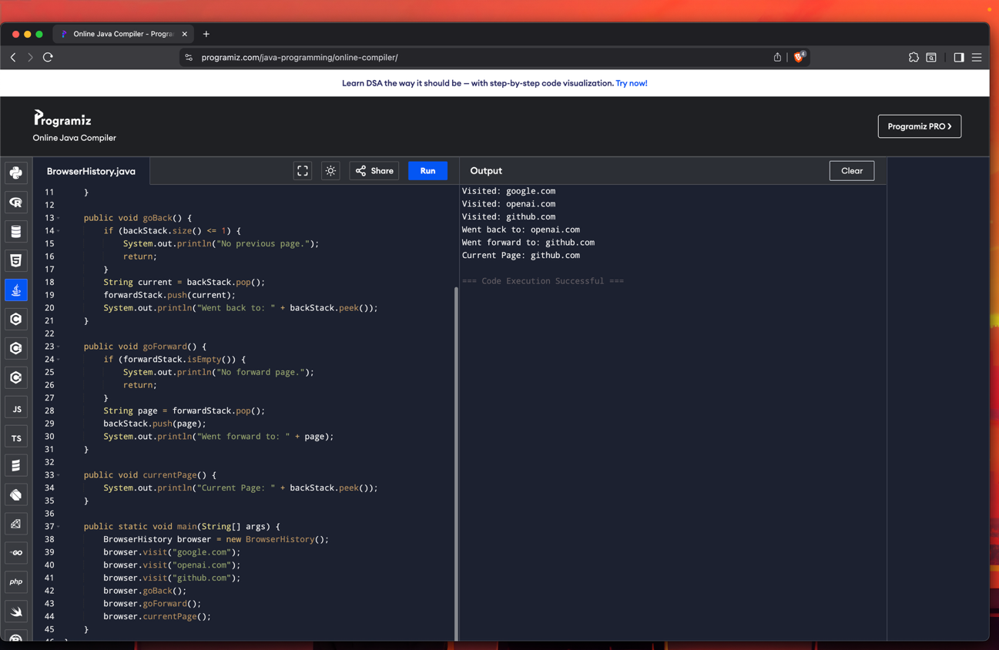 Online Java Compiler - Progra
programiz.com/java-programming/online-compiler/
4
Learn DSA the way it should be — with step-by-step code visualization. Try now!
Programiz
Online Java Compiler
Programiz PRO
BrowserHistory.java
Share
Run
Output
Clear
JS
TS
GO
php
11     }
12
13     public void goBack() {
14         if (backStack.size() <= 1) {
15             System.out.println("No previous page.");
16             return;
17         }
18         String current = backStack.pop();
19         forwardStack.push(current);
20         System.out.println("Went back to: " + backStack.peek());
21     }
22
23     public void goForward() {
24         if (forwardStack.isEmpty()) {
25             System.out.println("No forward page.");
26             return;
27         }
28         String page = forwardStack.pop();
29         backStack.push(page);
30         System.out.println("Went forward to: " + page);
31     }
32
33     public void currentPage() {
34         System.out.println("Current Page: " + backStack.peek());
35     }
36
37     public static void main(String[] args) {
38         BrowserHistory browser = new BrowserHistory();
39         browser.visit("google.com");
40         browser.visit("openai.com");
41         browser.visit("github.com");
42         browser.goBack();
43         browser.goForward();
44         browser.currentPage();
45     }
Visited: google.com
Visited: openai.com
Visited: github.com
Went back to: openai.com
Went forward to: github.com
Current Page: github.com
=== Code Execution Successful ===